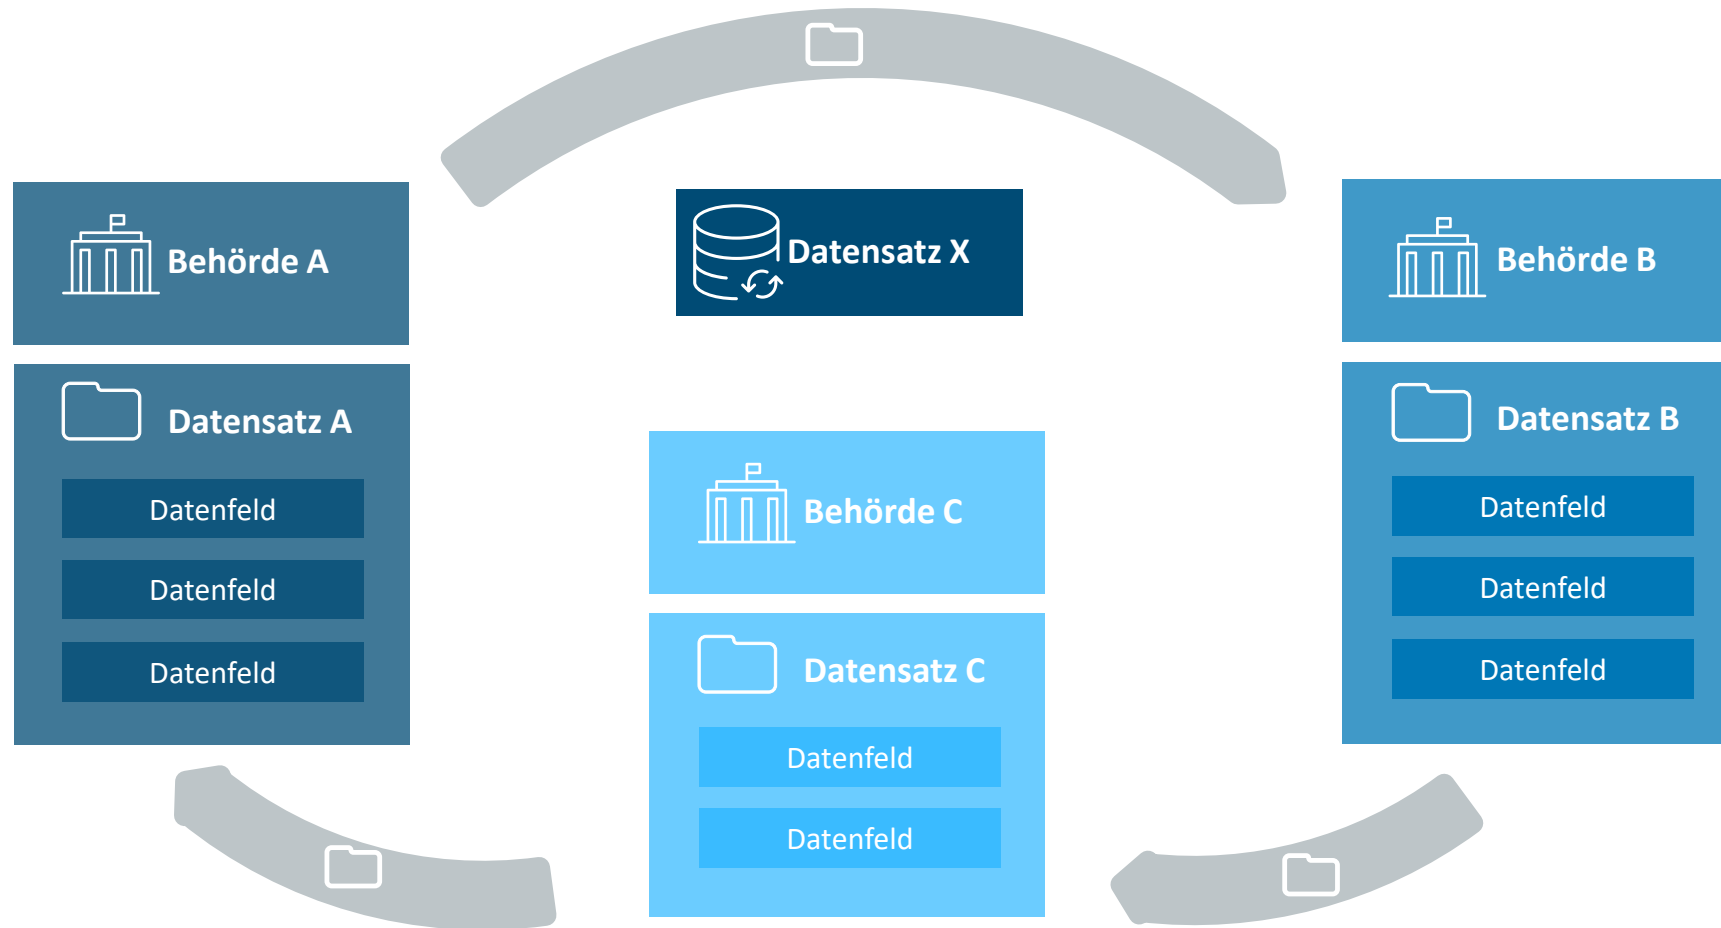 Behörde A
Datensatz A
Datenfeld
Datenfeld
Datenfeld
Datensatz X
Behörde C
Datensatz C
Datenfeld
Datenfeld
Behörde B
Datensatz B
Datenfeld
Datenfeld
Datenfeld